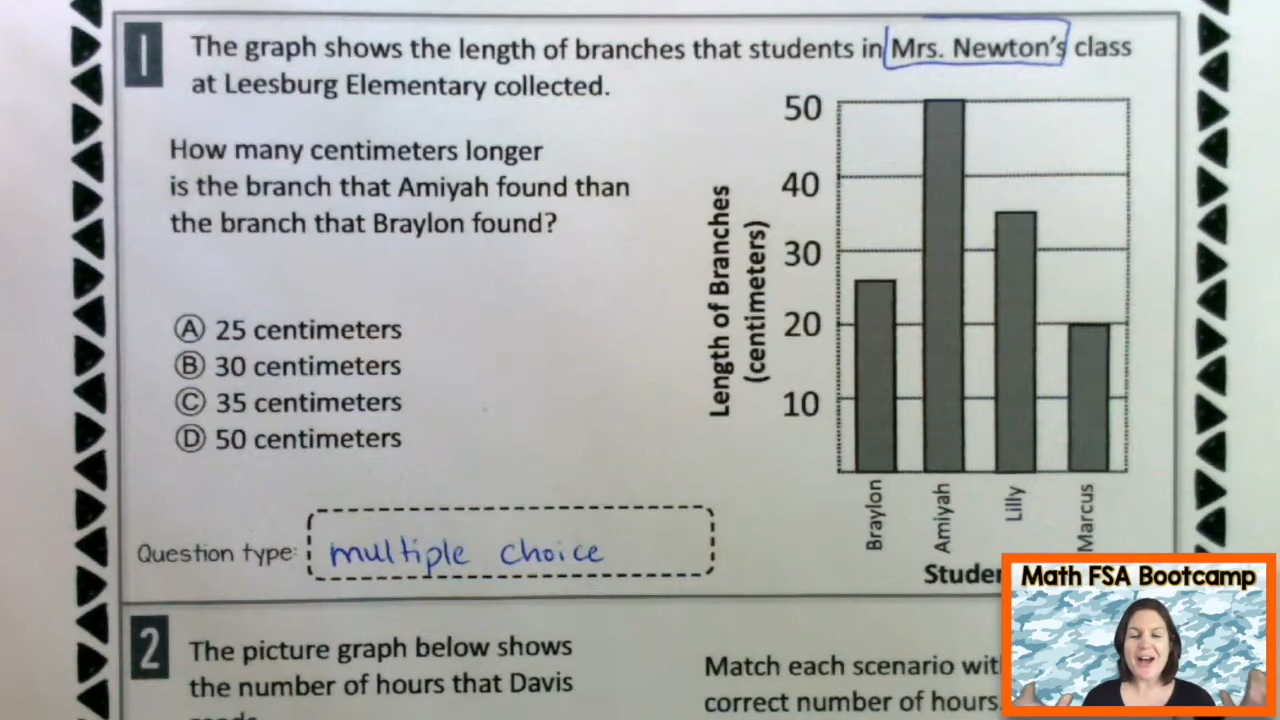 1
The graph shows the length of branches that students in Mrs. Newton's class
at Leesburg Elementary collected.
How many centimeters longer
is the branch that Amiyah found than
the branch that Braylon found?
Ⓐ 25 centimeters
Ⓑ 30 centimeters
Ⓒ 35 centimeters
Ⓓ 50 centimeters
Question type: multiple choice
Length of Branches
(centimeters)
50
40
30
20
10
Braylon
Amiyah
Lilly
Marcus
Math FSA Bootcamp
2
The picture graph below shows
the number of hours that Davis
Match each scenario
correct number of hours.